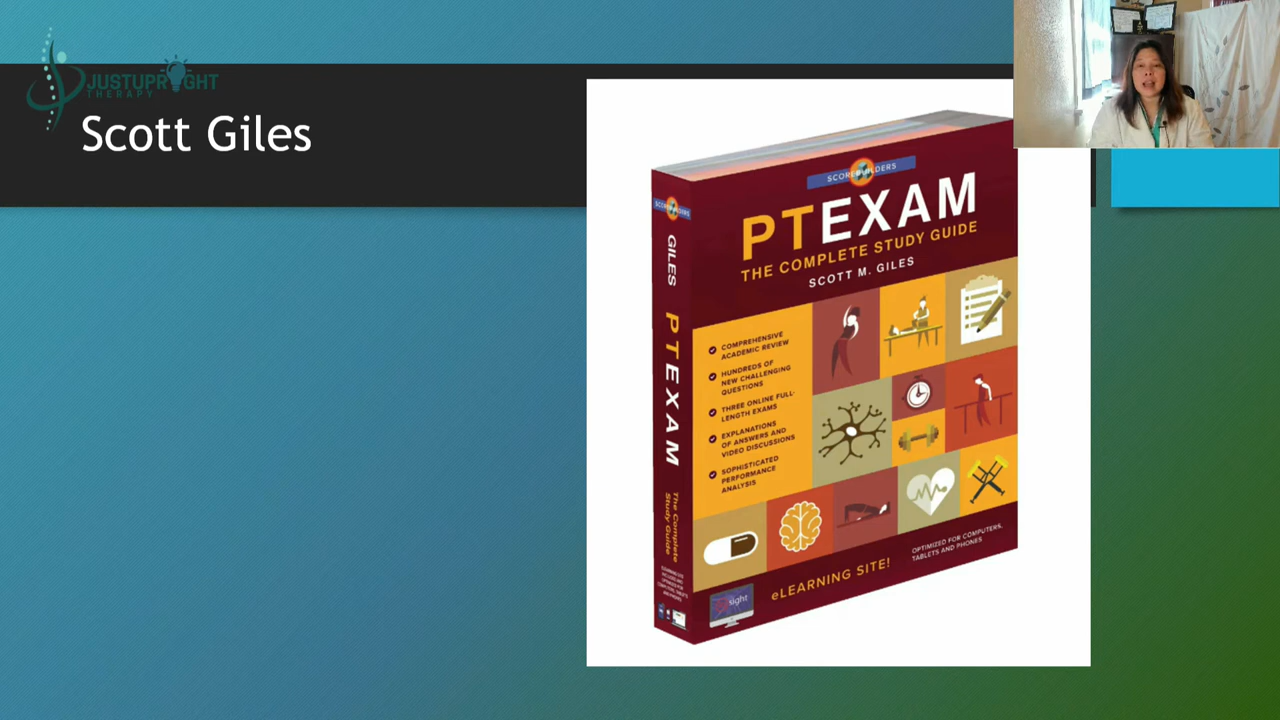 JUSTUPRIGHT
THERAPY
Scott Giles
SCOREBUILDERS
PTEXAM
THE COMPLETE STUDY GUIDE
SCOTT M. GILES
COMPREHENSIVE
ACADEMIC REVIEW
HUNDREDS OF
NEW CHALLENGING
QUESTIONS
THREE ONLINE FULL-
LENGTH EXAMS
EXPLANATIONS
OF ANSWERS AND
VIDEO DISCUSSIONS
SOPHISTICATED
PERFORMANCE
ANALYSIS
eLEARNING SITE!
OPTIMIZED FOR COMPUTERS,
TABLETS AND PHONES
sight
SCOREBUILDERS
GILES
PTEXAM
The Complete
Study Guide